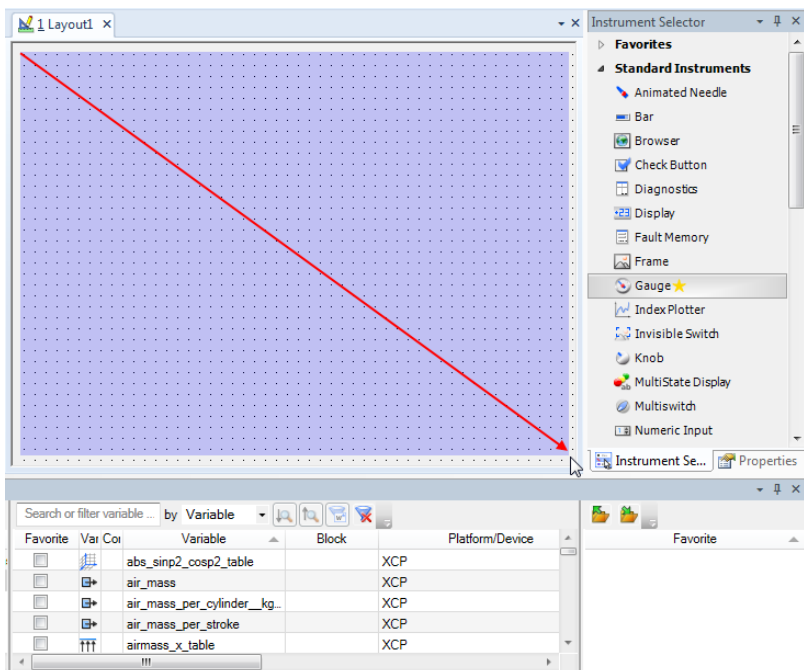 1 Layout1
Instrument Selector
Favorites
Standard Instruments
Animated Needle
Bar
Browser
Check Button
Diagnostics
Display
Fault Memory
Frame
Gauge
Index Plotter
Invisible Switch
Knob
MultiState Display
Multiswitch
Numeric Input
Instrument Se... Properties
Search or filter variable ... by Variable
Favorite Var Cor Variable Block Platform/Device Favorite
abs_sinp2_cosp2_table XCP
air_mass XCP
air_mass_per_cylinder__kg... XCP
air_mass_per_stroke XCP
airmass_x_table XCP